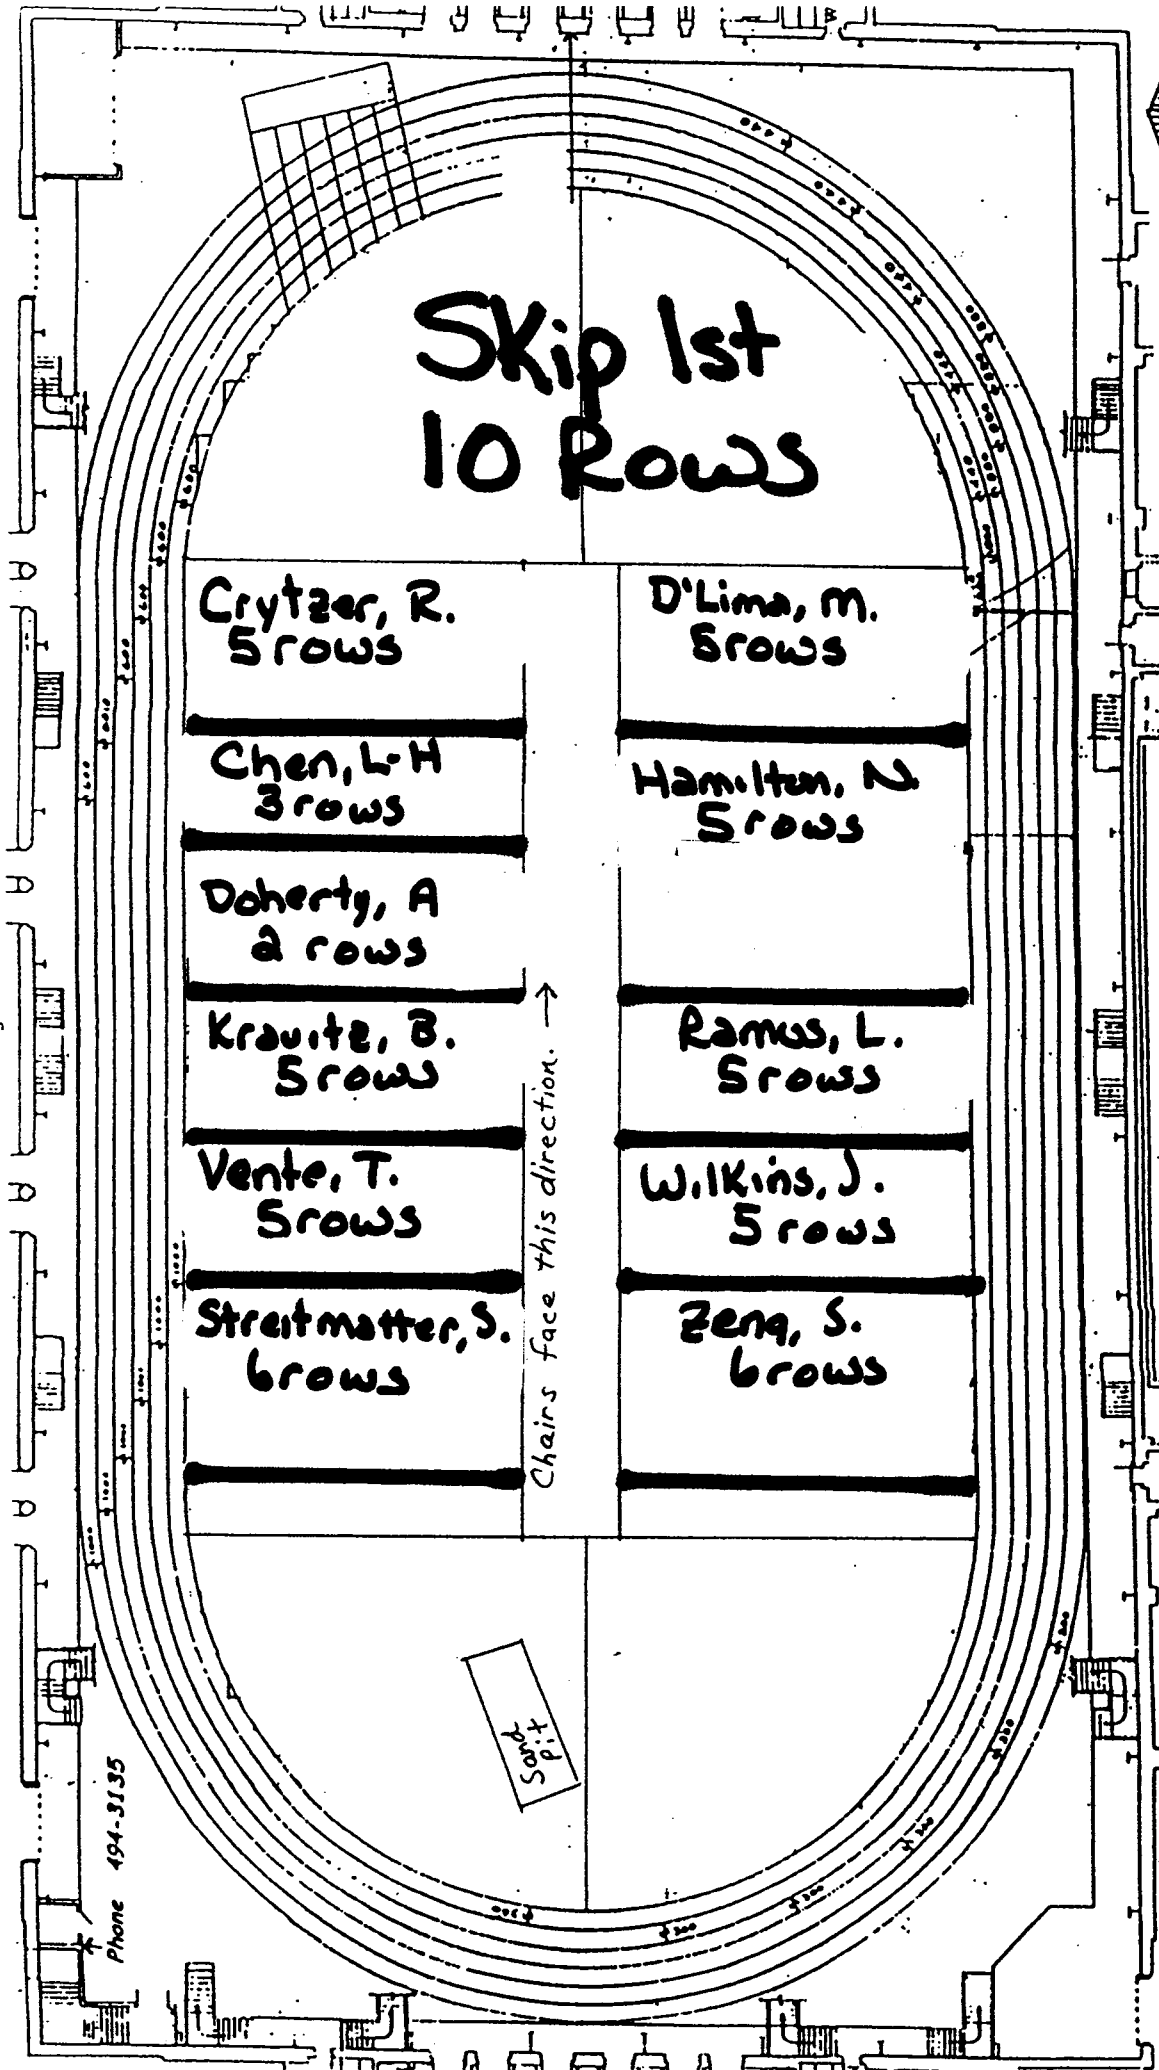 Skip 1st
10 Rows
Crytzer, R.
5 rows
Chen, L-H
3 rows
Doherty, A
2 rows
Kravitz, B.
5 rows
Vente, T.
5 rows
Streitmatter, S.
6 rows
Chairs face this direction. →
D'Lima, M.
5 rows
Hamilton, N.
5 rows
Ramos, L.
5 rows
Wilkins, J.
5 rows
Zeng, S.
6 rows
Sand
Pit
Phone 494-3135